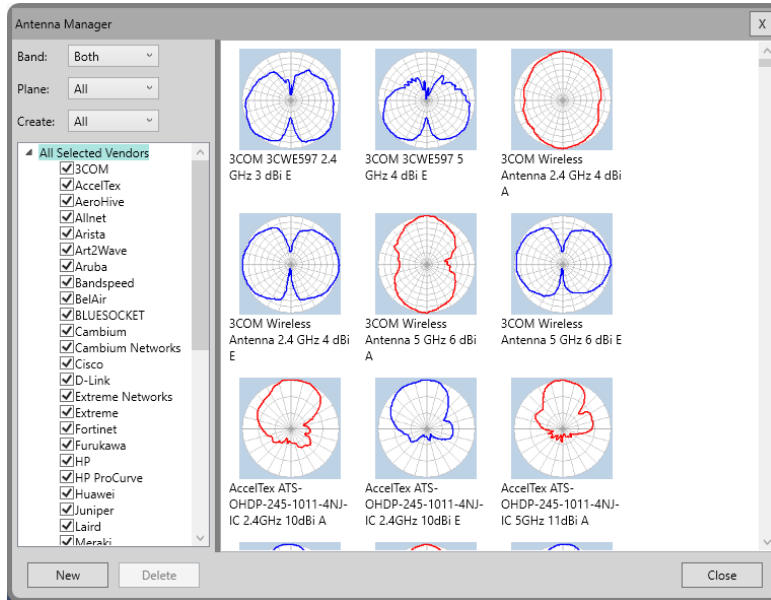 Antenna Manager
X
Band: Both
Plane: All
Create: All
All Selected Vendors
3COM
AccelTex
AeroHive
Allnet
Arista
Art2Wave
Aruba
Bandspeed
BelAir
BLUESOCKET
Cambium
Cambium Networks
Cisco
D-Link
Extreme Networks
Extreme
Fortinet
Furukawa
HP
HP ProCurve
Huawei
Juniper
Laird
Meraki
3COM 3CWE597 2.4
GHz 3 dBi E
3COM 3CWE597 5
GHz 4 dBi E
3COM Wireless
Antenna 2.4 GHz 4 dBi
A
3COM Wireless
Antenna 2.4 GHz 4 dBi
E
3COM Wireless
Antenna 5 GHz 6 dBi
A
3COM Wireless
Antenna 5 GHz 6 dBi E
AccelTex ATS-
OHDP-245-1011-4NJ-
IC 2.4GHz 10dBi A
AccelTex ATS-
OHDP-245-1011-4NJ-
IC 2.4GHz 10dBi E
AccelTex ATS-
OHDP-245-1011-4NJ-
IC 5GHz 11dBi A
New
Delete
Close